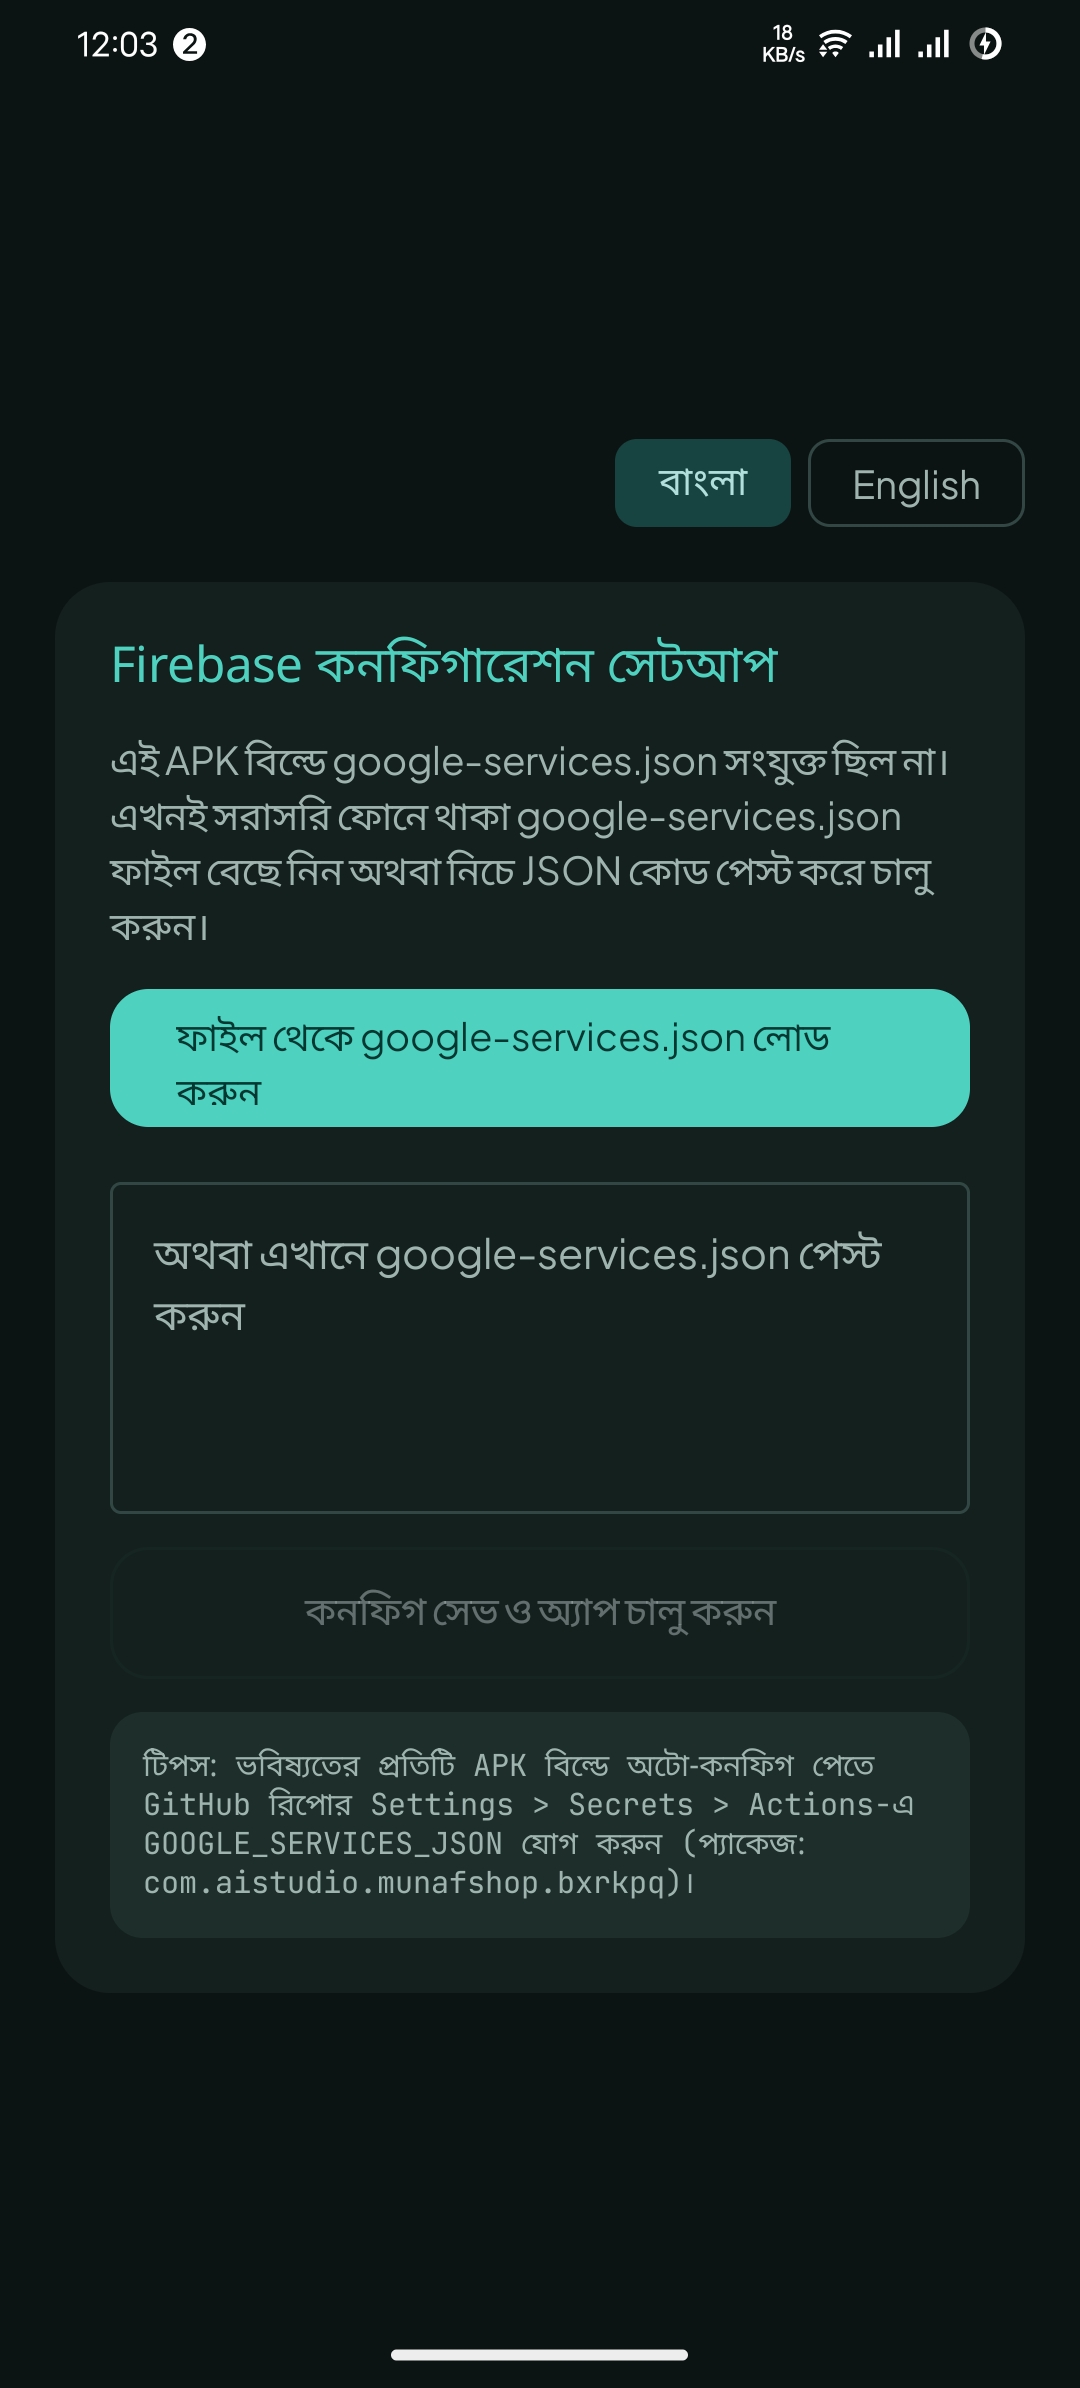 12:03 2 18 KB/s
বাংলা English
Firebase কনফিগারেশন সেটআপ
এই APK বিল্ডে google-services.json সংযুক্ত ছিল না।
এখনই সরাসরি ফোনে থাকা google-services.json
ফাইল বেছে নিন অথবা নিচে JSON কোড পেস্ট করে চালু
করুন।
ফাইল থেকে google-services.json লোড
করুন
অথবা এখানে google-services.json পেস্ট
করুন
কনফিগ সেভ ও অ্যাপ চালু করুন
টিপস: ভবিষ্যতের প্রতিটি APK বিল্ডে অটো-কনফিগ পেতে
GitHub রিপোর Settings > Secrets > Actions-এ
GOOGLE_SERVICES_JSON যোগ করুন (প্যাকেজ:
com.aistudio.munafshop.bxrkpq)।